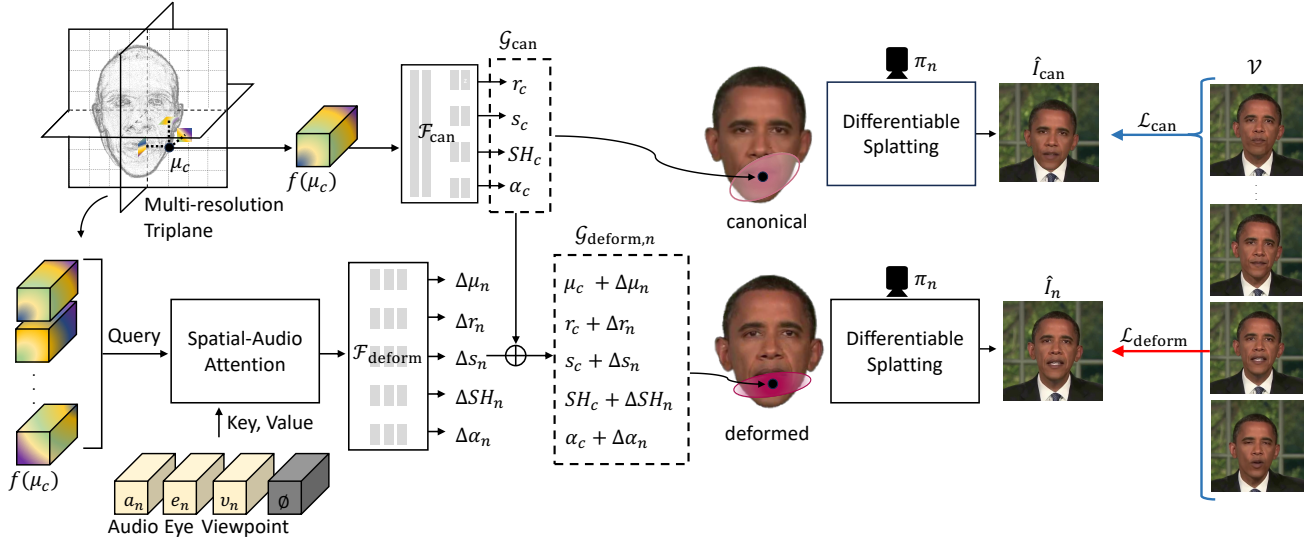 𝒢can
πₙ
Îcan
𝒱
μc
f(μc)
ℱcan
rc
sc
SHc
αc
Differentiable
Splatting
ℒcan
Multi-resolution
Triplane
canonical
𝒢deform,n
Query
Spatial-Audio
Attention
ℱdeform
Δμₙ
Δrₙ
Δsₙ
ΔSHₙ
Δαₙ
μc + Δμₙ
rc + Δrₙ
sc + Δsₙ
SHc + ΔSHₙ
αc + Δαₙ
πₙ
Îₙ
Differentiable
Splatting
ℒdeform
Key, Value
deformed
f(μc)
aₙ eₙ vₙ ∅
Audio Eye Viewpoint